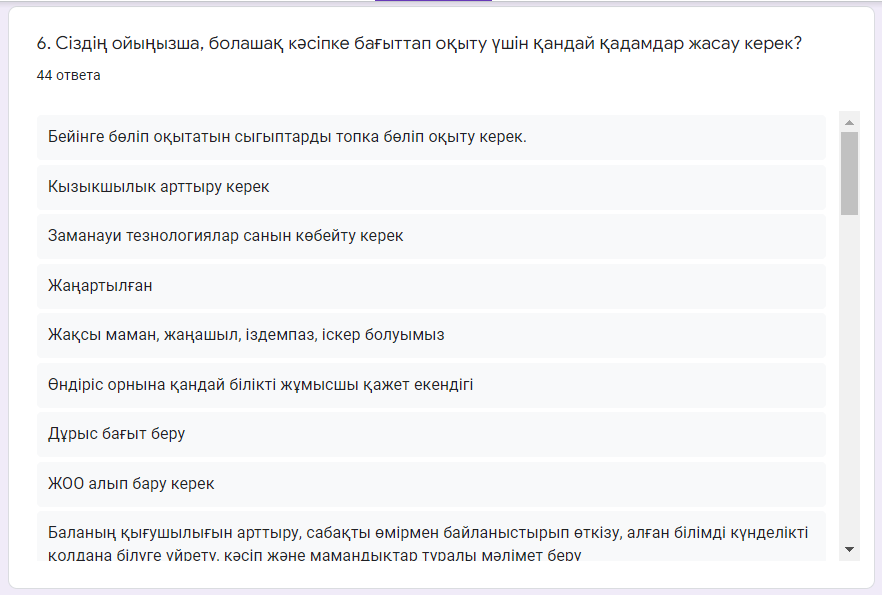 6. Сіздің ойыңызша, болашақ кәсіпке бағыттап оқыту үшін қандай қадамдар жасау керек?
44 ответа
Бейінге бөліп оқытатын сыгыптарды топка бөліп оқыту керек.
Кызыкшылык арттыру керек
Заманауи тезнологиялар санын көбейту керек
Жаңартылған
Жақсы маман, жаңашыл, іздемпаз, іскер болуымыз
Өндіріс орнына қандай білікті жұмысшы қажет екендігі
Дұрыс бағыт беру
ЖОО алып бару керек
Баланың қығушылығын арттыру, сабақты өмірмен байланыстырып өткізу, алған білімді күнделікті
қолдана білуге үйрету, кәсіп және мамандықтар туралы мәлімет беру